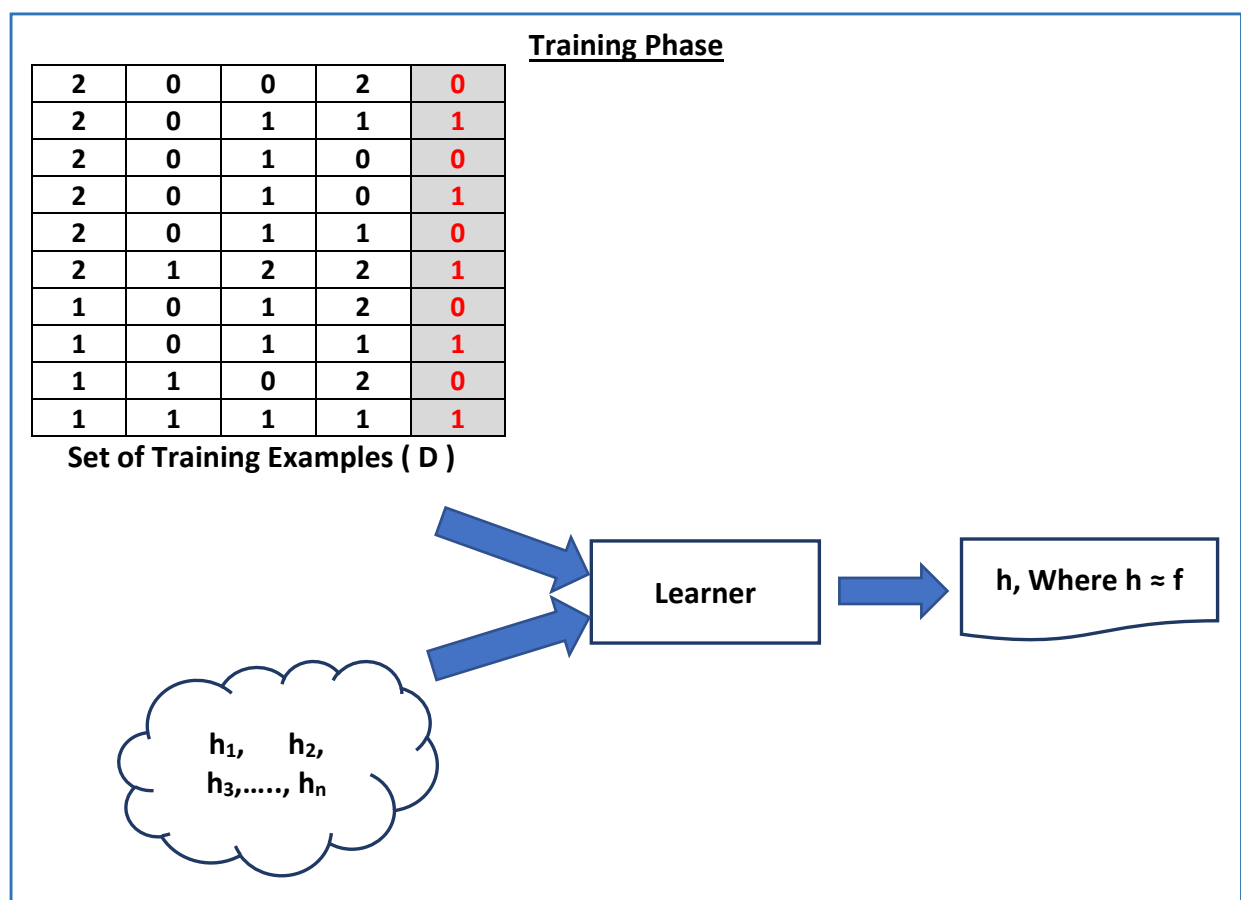 Training Phase
2 0 0 2 0
2 0 1 1 1
2 0 1 0 0
2 0 1 0 1
2 0 1 1 0
2 1 2 2 1
1 0 1 2 0
1 0 1 1 1
1 1 0 2 0
1 1 1 1 1
Set of Training Examples ( D )
Learner
h, Where h ≈ f
h₁, h₂,
h₃,....., hₙ